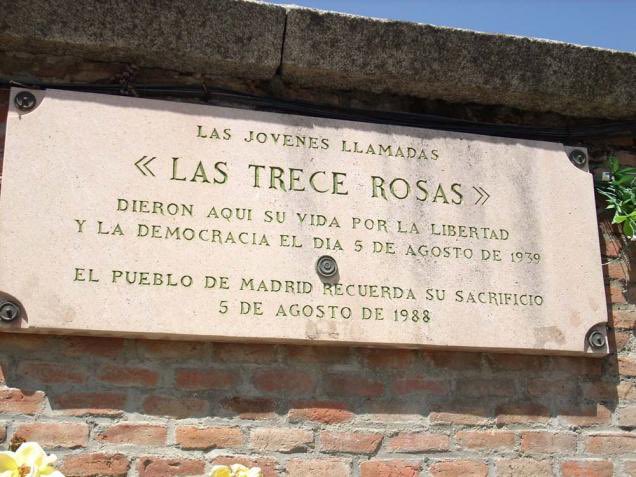 LAS JOVENES LLAMADAS
« LAS TRECE ROSAS »
DIERON AQUI SU VIDA POR LA LIBERTAD
Y LA DEMOCRACIA EL DIA 5 DE AGOSTO DE 1939
EL PUEBLO DE MADRID RECUERDA SU SACRIFICIO
5 DE AGOSTO DE 1988